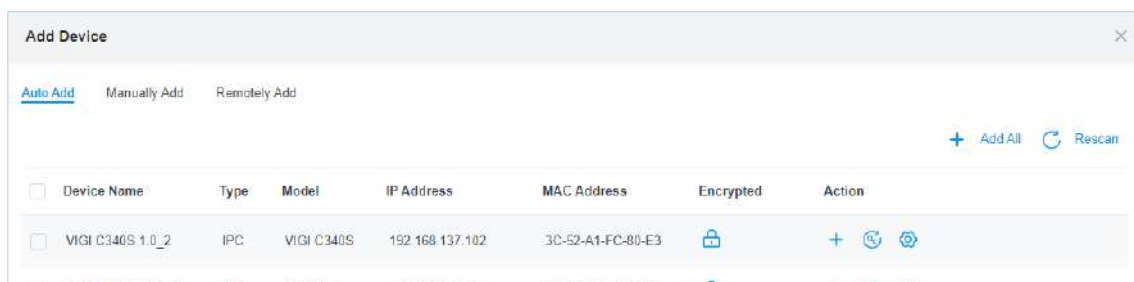 Add Device
Auto Add Manually Add Remotely Add
Add All Rescan
Device Name Type Model IP Address MAC Address Encrypted Action
VIGI C340S 1.0_2 IPC VIGI C340S 192.168.137.102 3C-52-A1-FC-80-E3